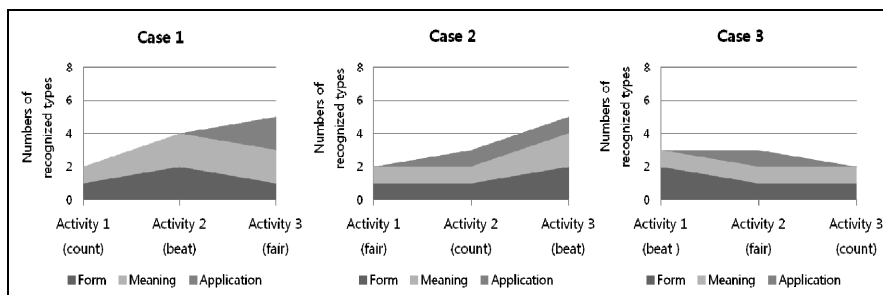 Case 1
Numbers of
recognized types
8
6
4
2
0
Activity 1 Activity 2 Activity 3
(count) (beat) (fair)
■Form ■Meaning ■Application
Case 2
Numbers of
recognized types
8
6
4
2
0
Activity 1 Activity 2 Activity 3
(fair) (count) (beat)
■Form ■Meaning ■Application
Case 3
Numbers of
recognized types
8
6
4
2
0
Activity 1 Activity 2 Activity 3
(beat ) (fair) (count)
■Form ■Meaning ■Application